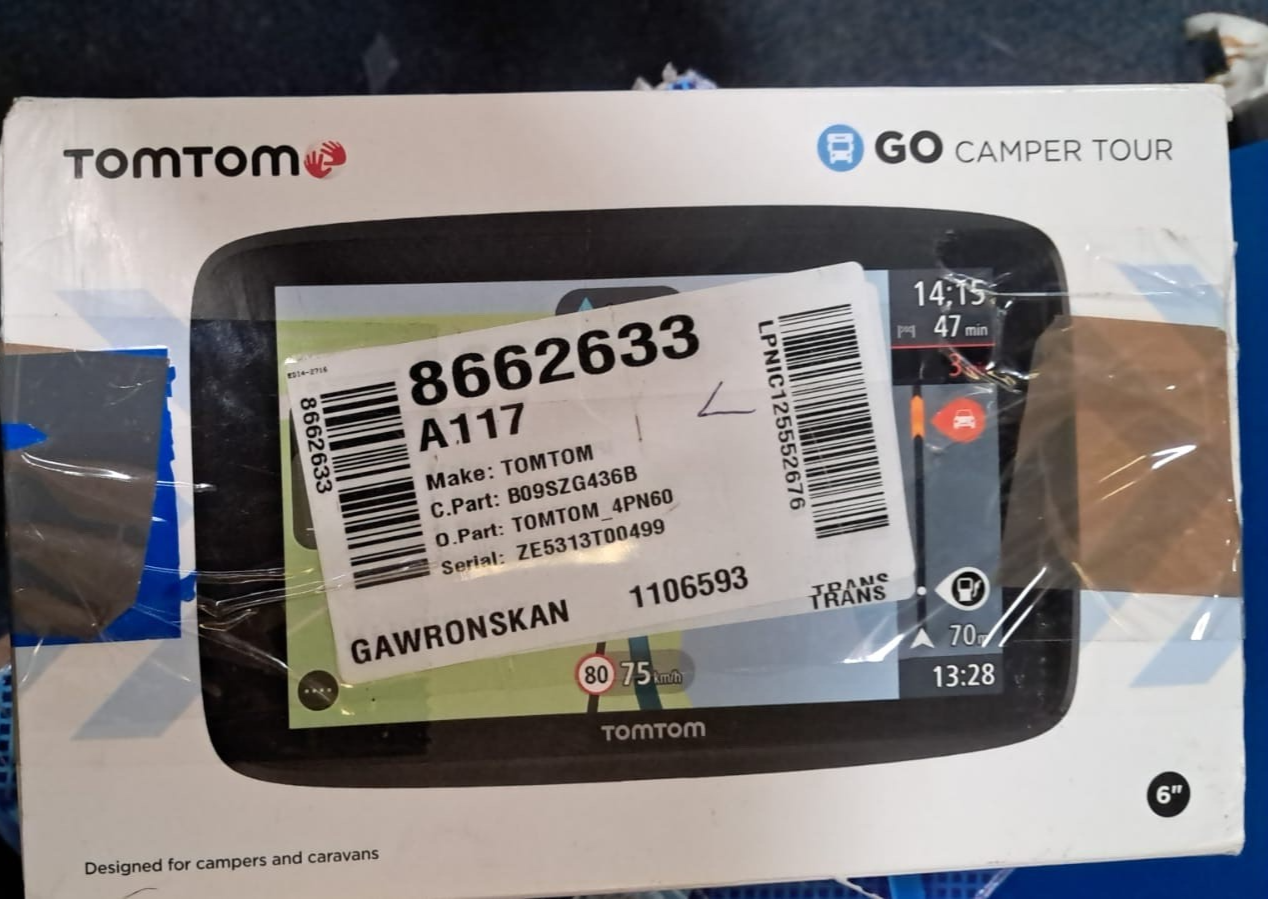 TOMTOM
GO CAMPER TOUR
14:15
47 min
8662633
A117
Make: TOMTOM
C.Part: B09SZG436B
O.Part: TOMTOM_4PN60
Serial: ZE5313T00499
GAWRONSKAN 1106593 TRANS
TRANS
8662633
LPNIC125552676
70
13:28
80 75 km/h
TOMTOM
6"
Designed for campers and caravans